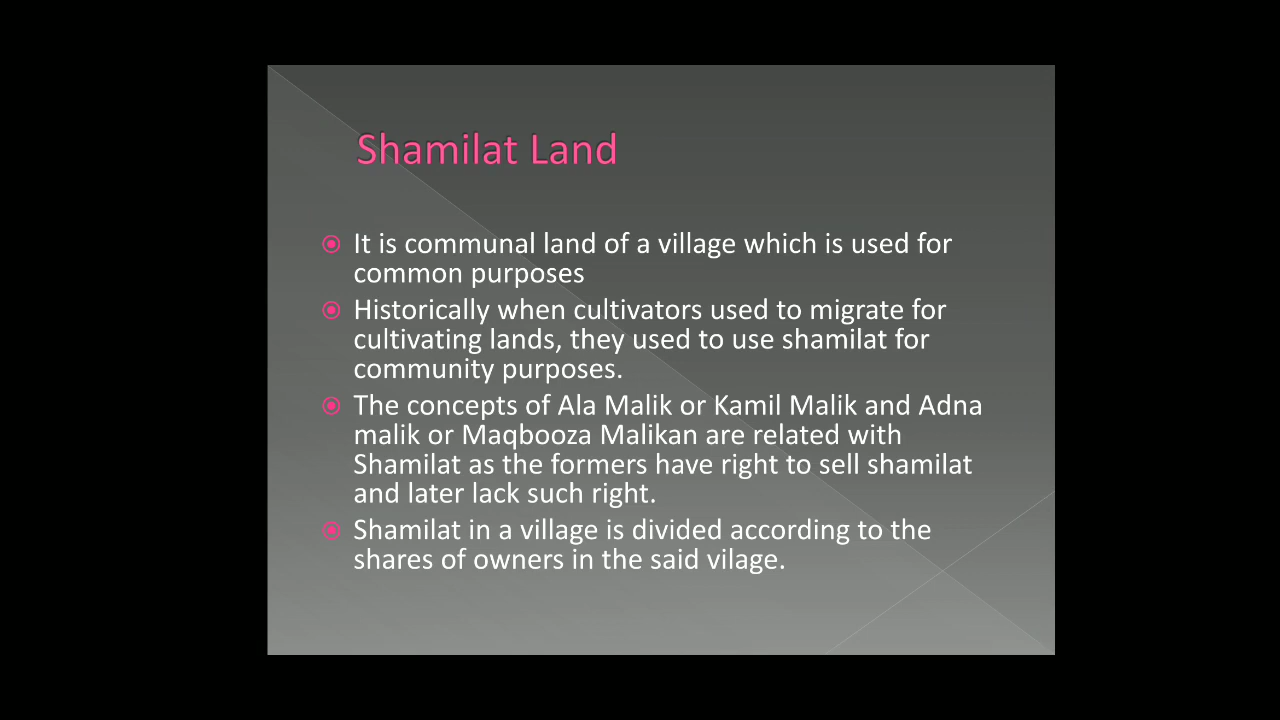 Shamilat Land
It is communal land of a village which is used for
common purposes
Historically when cultivators used to migrate for
cultivating lands, they used to use shamilat for
community purposes.
The concepts of Ala Malik or Kamil Malik and Adna
malik or Maqbooza Malikan are related with
Shamilat as the formers have right to sell shamilat
and later lack such right.
Shamilat in a village is divided according to the
shares of owners in the said vilage.